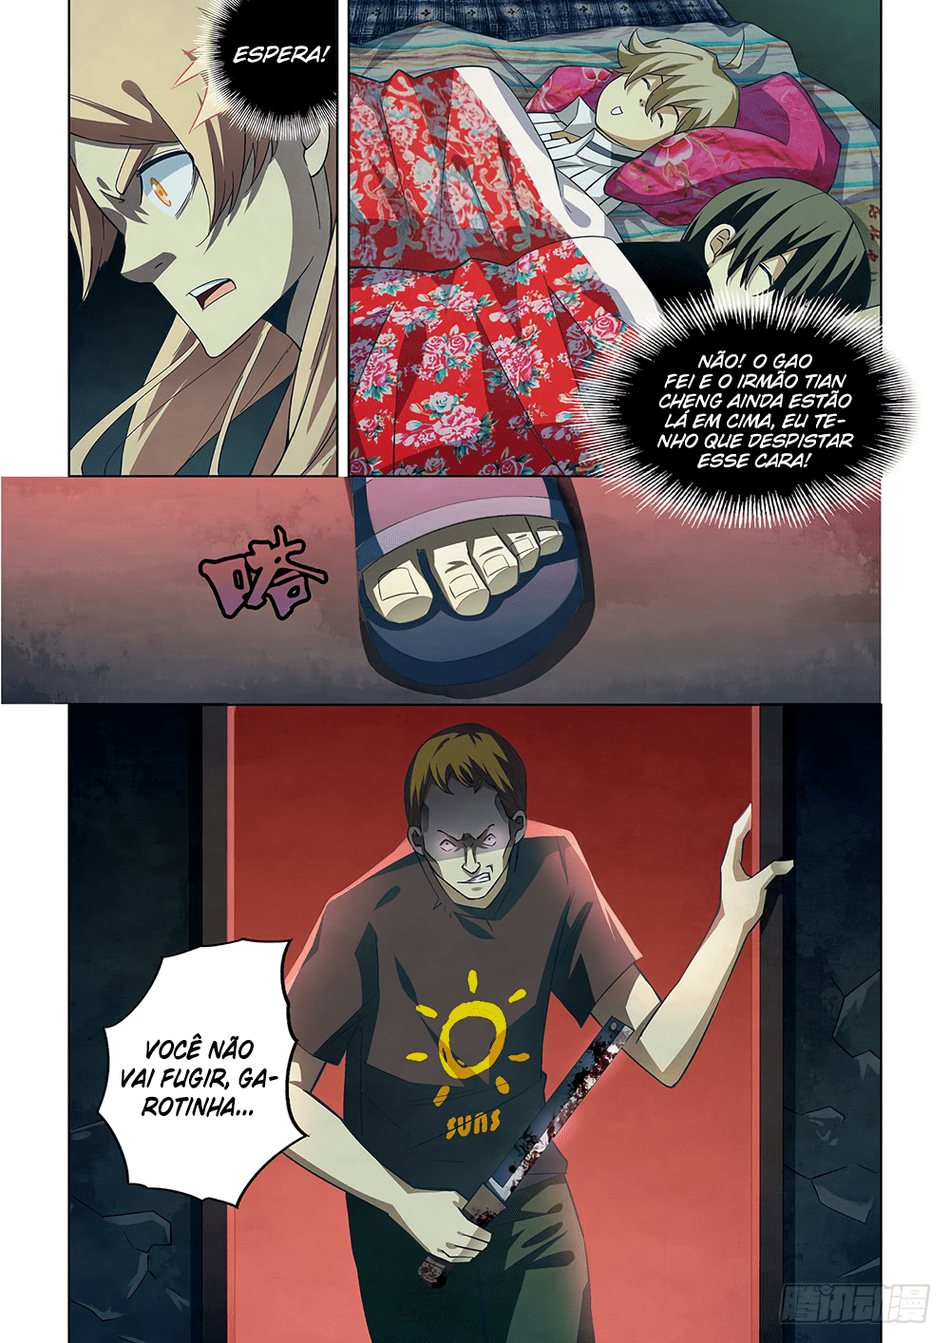 ESPERA!
NÃO! O GAO
FEI E O IRMÃO TIAN
CHENG AINDA ESTÃO
LÁ EM CIMA, EU TE-
NHO QUE DESPISTAR
ESSE CARA!
嗒
VOCÊ NÃO
VAI FUGIR, GA-
ROTINHA...
SUNS
腾讯动漫